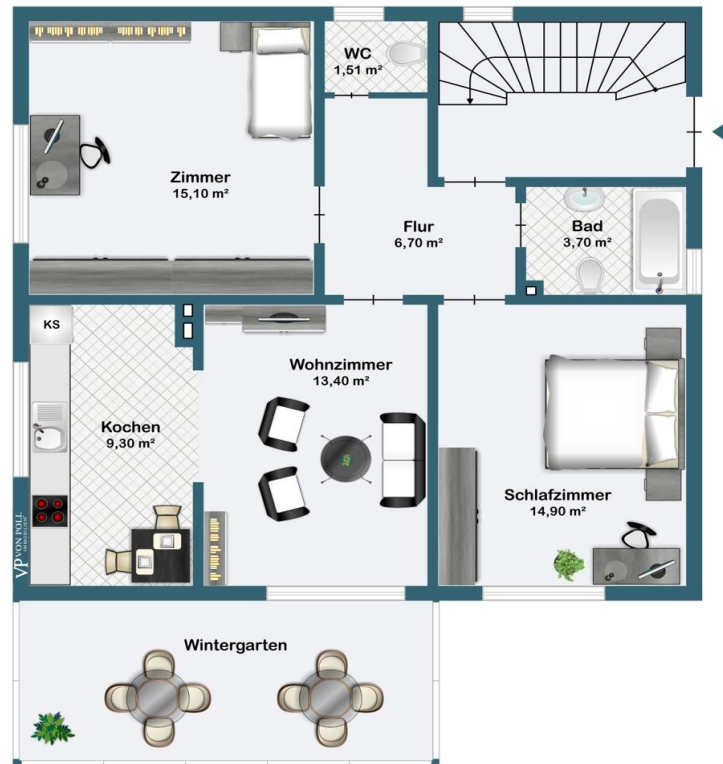 WC
1,51 m²
Zimmer
15,10 m²
Flur
6,70 m²
Bad
3,70 m²
KS
Kochen
9,30 m²
Wohnzimmer
13,40 m²
Schlafzimmer
14,90 m²
VP VON POLL
IMMOBILIEN
Wintergarten